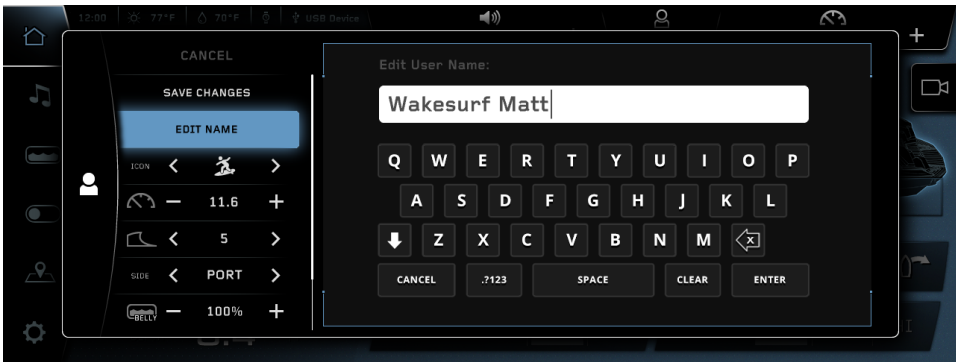 12:00 77°F 70°F USB Device
CANCEL
Edit User Name:
SAVE CHANGES
Wakesurf Matt
EDIT NAME
ICON
11.6
5
SIDE PORT
BELLY 100%
Q W E R T Y U I O P
A S D F G H J K L
Z X C V B N M
CANCEL .?123 SPACE CLEAR ENTER